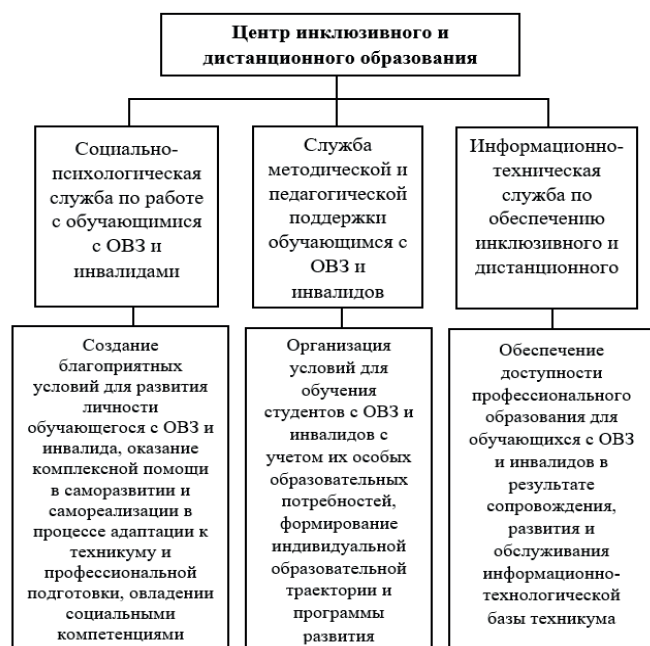 Центр инклюзивного и
дистанционного образования
Социально-
психологическая
служба по работе
с обучающимися
с ОВЗ и
инвалидами
Служба
методической и
педагогической
поддержки
обучающимся с
ОВЗ и
инвалидов
Информационно-
техническая
служба по
обеспечению
инклюзивного и
дистанционного
Создание
благоприятных
условий для развития
личности
обучающегося с ОВЗ и
инвалида, оказание
комплексной помощи
в саморазвитии и
самореализации в
процессе адаптации к
техникуму и
профессиональной
подготовки, овладении
социальными
компетенциями
Организация
условий для
обучения
студентов с ОВЗ и
инвалидов с
учетом их особых
образовательных
потребностей,
формирование
индивидуальной
образовательной
траектории и
программы
развития
Обеспечение
доступности
профессионального
образования для
обучающихся с ОВЗ
и инвалидов в
результате
сопровождения,
развития и
обслуживания
информационно-
технологической
базы техникума